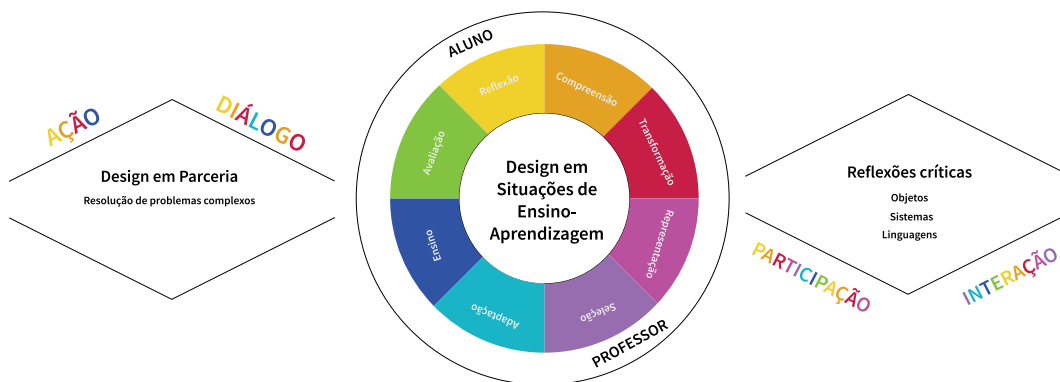 AÇÃO
DIÁLOGO
Design em Parceria
Resolução de problemas complexos
ALUNO
Reflexão
Compreensão
Transformação
Representação
Seleção
Adaptação
Ensino
Avaliação
Design em
Situações de
Ensino-
Aprendizagem
PROFESSOR
Reflexões críticas
Objetos
Sistemas
Linguagens
PARTICIPAÇÃO
INTERAÇÃO